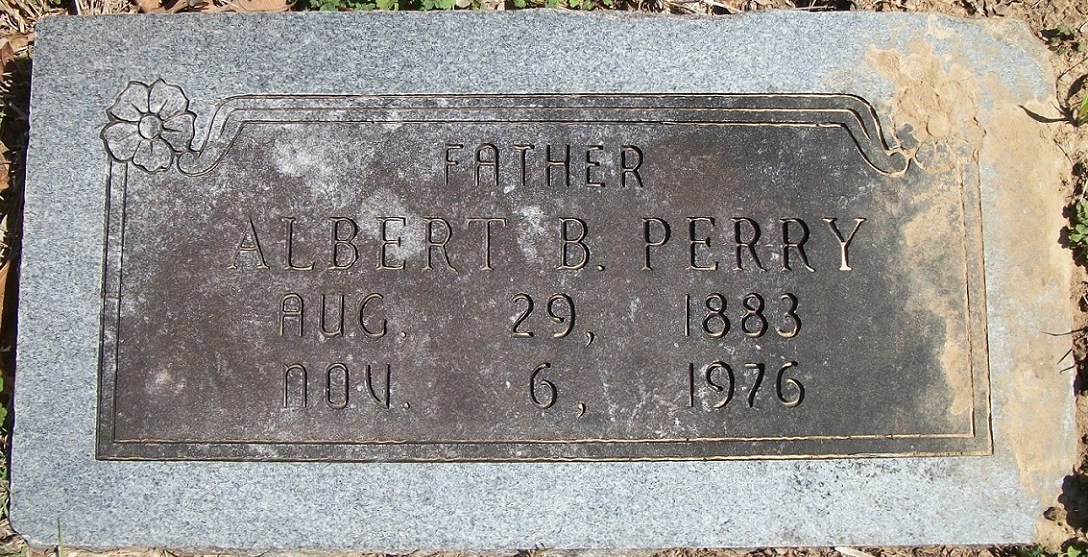 FATHER
ALBERT B. PERRY
AUG. 29, 1883
NOV. 6, 1976